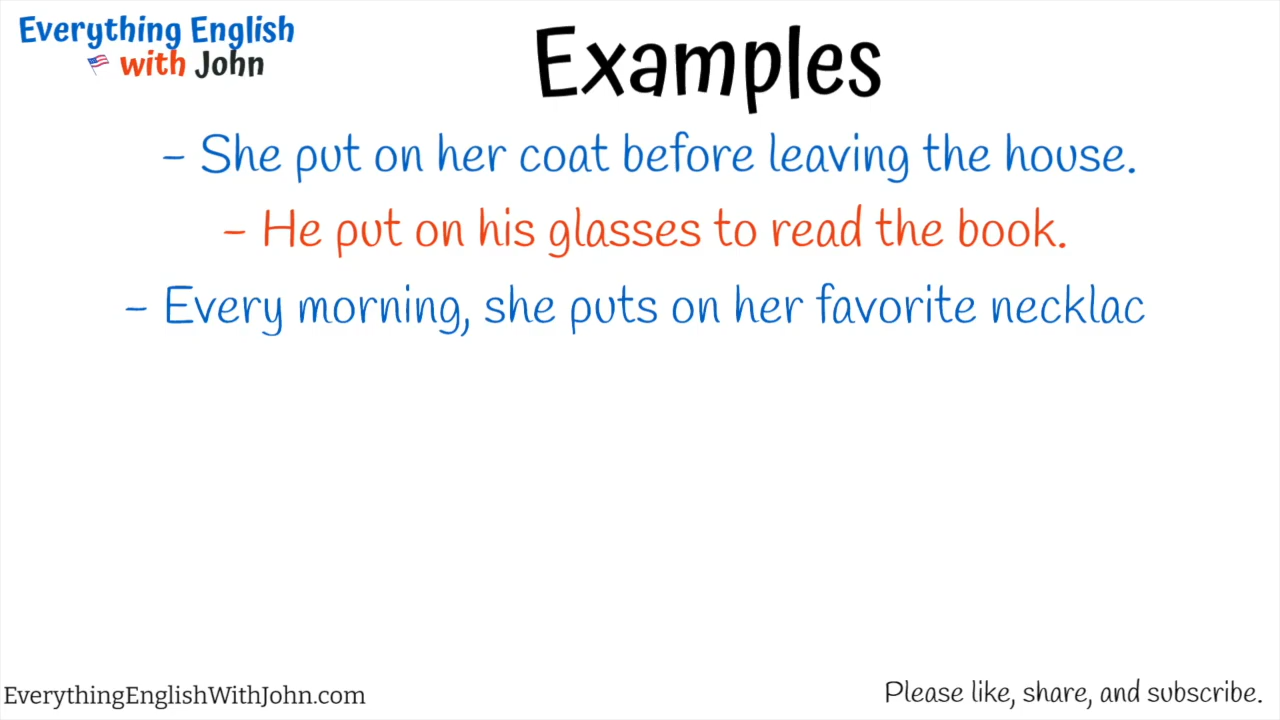 Everything English
with John
Examples
- She put on her coat before leaving the house.
- He put on his glasses to read the book.
- Every morning, she puts on her favorite necklac
EverythingEnglishWithJohn.com
Please like, share, and subscribe.